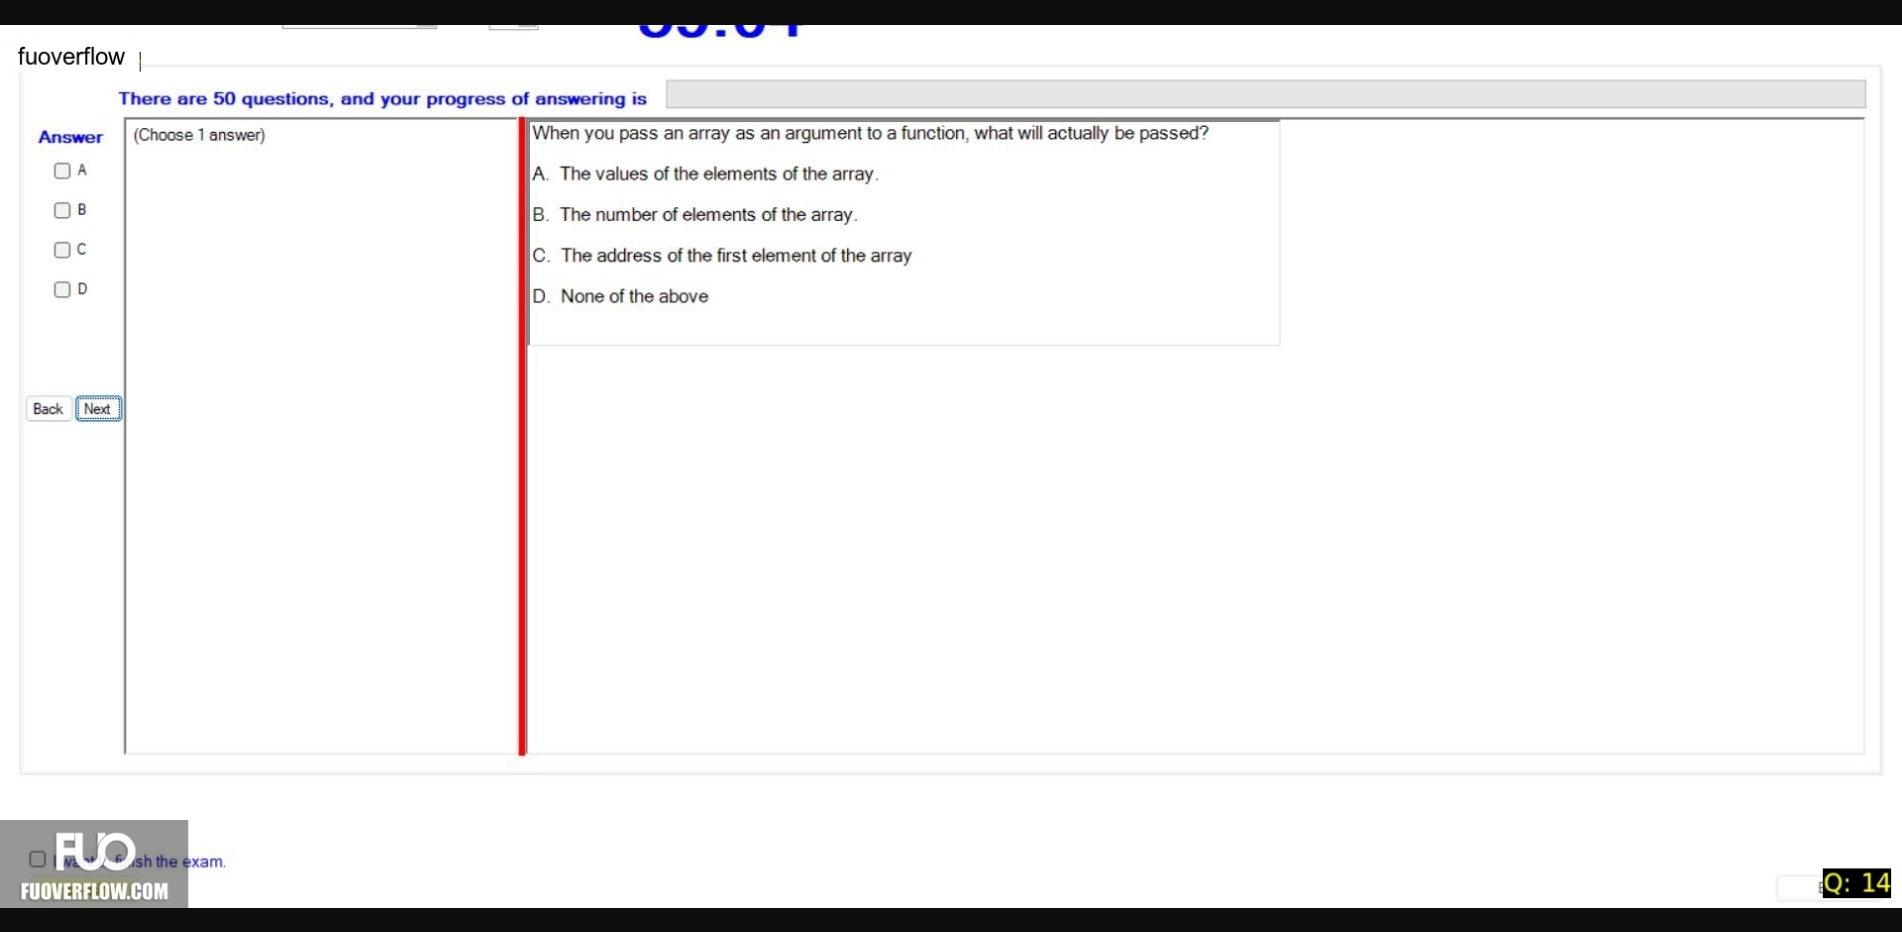 fuoverflow
There are 50 questions, and your progress of answering is
Answer
(Choose 1 answer)
A
B
C
D
When you pass an array as an argument to a function, what will actually be passed?
A. The values of the elements of the array.
B. The number of elements of the array.
C. The address of the first element of the array
D. None of the above
Back
Next
FUO
the exam.
FUOVERFLOW.COM
Q: 14